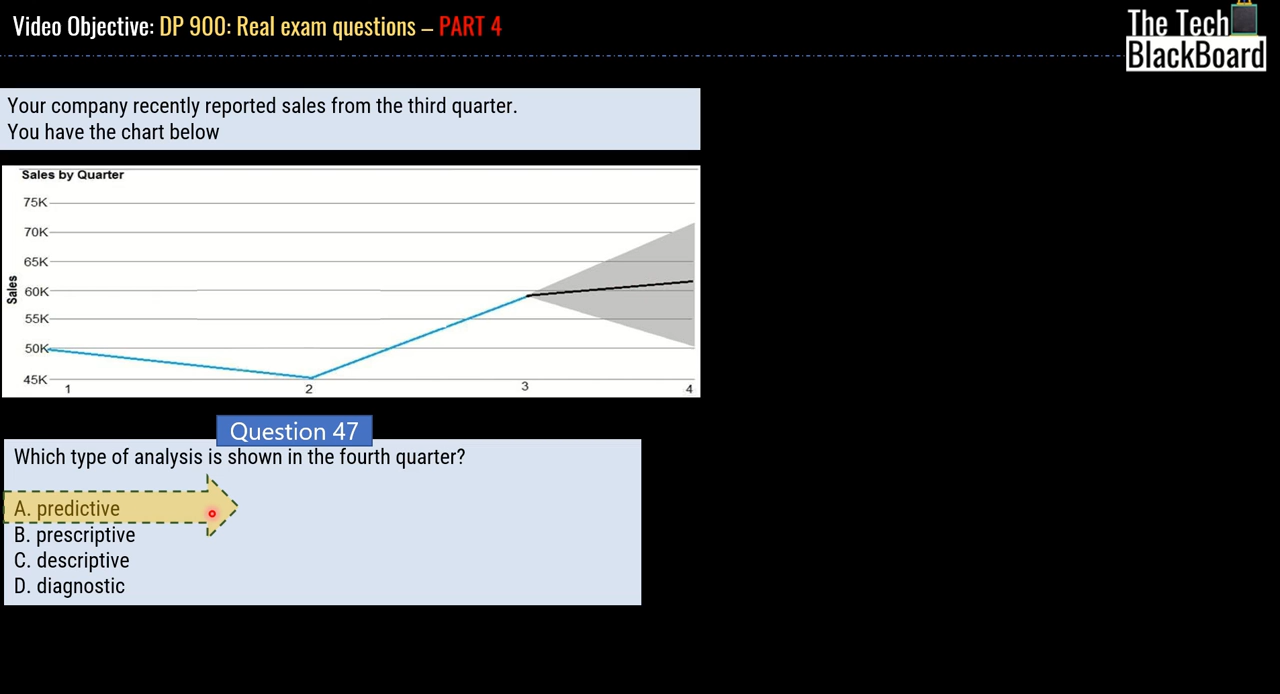 Video Objective: DP 900: Real exam questions – PART 4
The Tech
BlackBoard
Your company recently reported sales from the third quarter.
You have the chart below
Sales by Quarter
75K
70K
65K
60K
55K
50K
45K
Sales
1 2 3 4
Question 47
Which type of analysis is shown in the fourth quarter?
A. predictive
B. prescriptive
C. descriptive
D. diagnostic